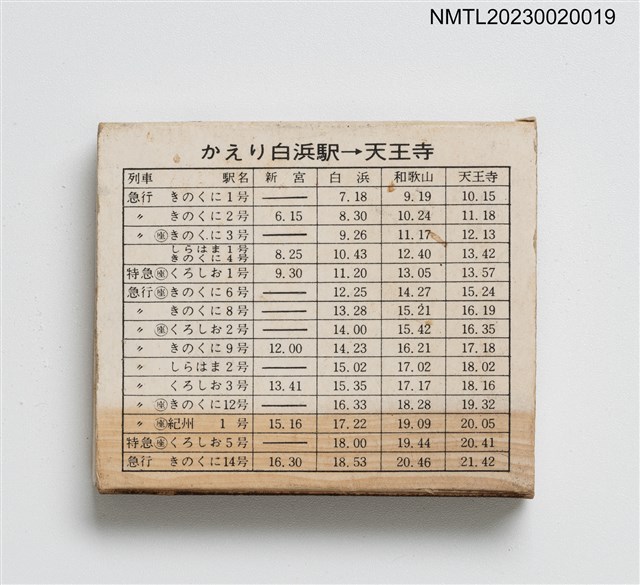 NMTL20230020019
かえり白浜駅→天王寺
列車 駅名 新宮 白浜 和歌山 天王寺
急行 きのくに1号 ── 7.18 9.19 10.15
〃 きのくに2号 6.15 8.30 10.24 11.18
〃 座きのくに3号 ── 9.26 11.17 12.13
しらはま1号
きのくに4号 8.25 10.43 12.40 13.42
特急座くろしお1号 9.30 11.20 13.05 13.57
急行座きのくに6号 ── 12.25 14.27 15.24
〃 きのくに8号 ── 13.28 15.21 16.19
〃 座くろしお2号 ── 14.00 15.42 16.35
〃 きのくに9号 12.00 14.23 16.21 17.18
〃 しらはま2号 ── 15.02 17.02 18.02
〃 くろしお3号 13.41 15.35 17.17 18.16
〃 座きのくに12号 ── 16.33 18.28 19.32
〃 座紀州 1号 15.16 17.22 19.09 20.05
特急座くろしお5号 ── 18.00 19.44 20.41
急行 きのくに14号 16.30 18.53 20.46 21.42